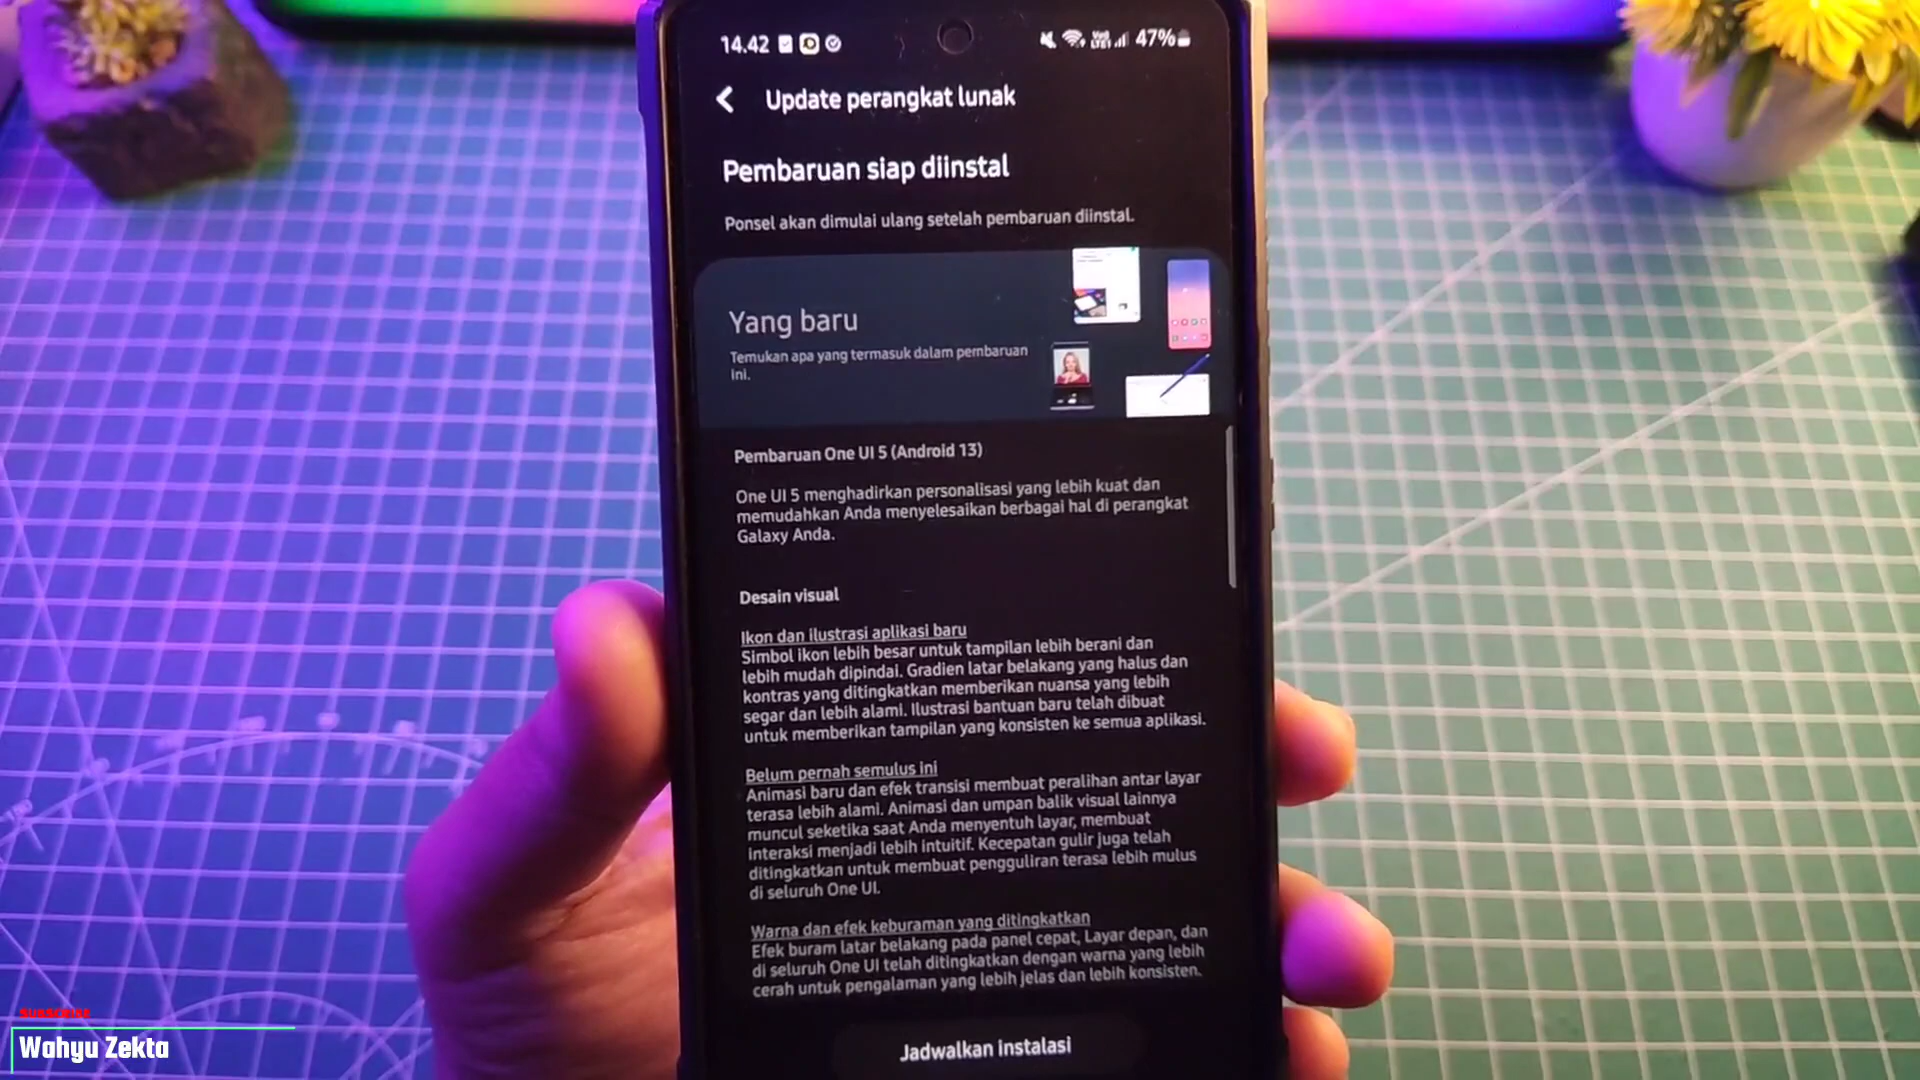 14.42
47%
Update perangkat lunak
Pembaruan siap diinstal
Ponsel akan dimulai ulang setelah pembaruan diinstal.
Yang baru
Temukan apa yang termasuk dalam pembaruan
ini.
Pembaruan One UI 5 (Android 13)
One UI 5 menghadirkan personalisasi yang lebih kuat dan
memudahkan Anda menyelesaikan berbagai hal di perangkat
Galaxy Anda.
Desain visual
Ikon dan ilustrasi aplikasi baru
Simbol ikon lebih besar untuk tampilan lebih berani dan
lebih mudah dipindai. Gradien latar belakang yang halus dan
kontras yang ditingkatkan memberikan nuansa yang lebih
segar dan lebih alami. Ilustrasi bantuan baru telah dibuat
untuk memberikan tampilan yang konsisten ke semua aplikasi.
Belum pernah semulus ini
Animasi baru dan efek transisi membuat peralihan antar layar
terasa lebih alami. Animasi dan umpan balik visual lainnya
muncul seketika saat Anda menyentuh layar, membuat
interaksi menjadi lebih intuitif. Kecepatan gulir juga telah
ditingkatkan untuk membuat pengguliran terasa lebih mulus
di seluruh One UI.
Warna dan efek keburaman yang ditingkatkan
Efek buram latar belakang pada panel cepat, Layar depan, dan
di seluruh One UI telah ditingkatkan dengan warna yang lebih
cerah untuk pengalaman yang lebih jelas dan lebih konsisten.
Jadwalkan instalasi
SUBSCRIBE
Wahyu Zekta